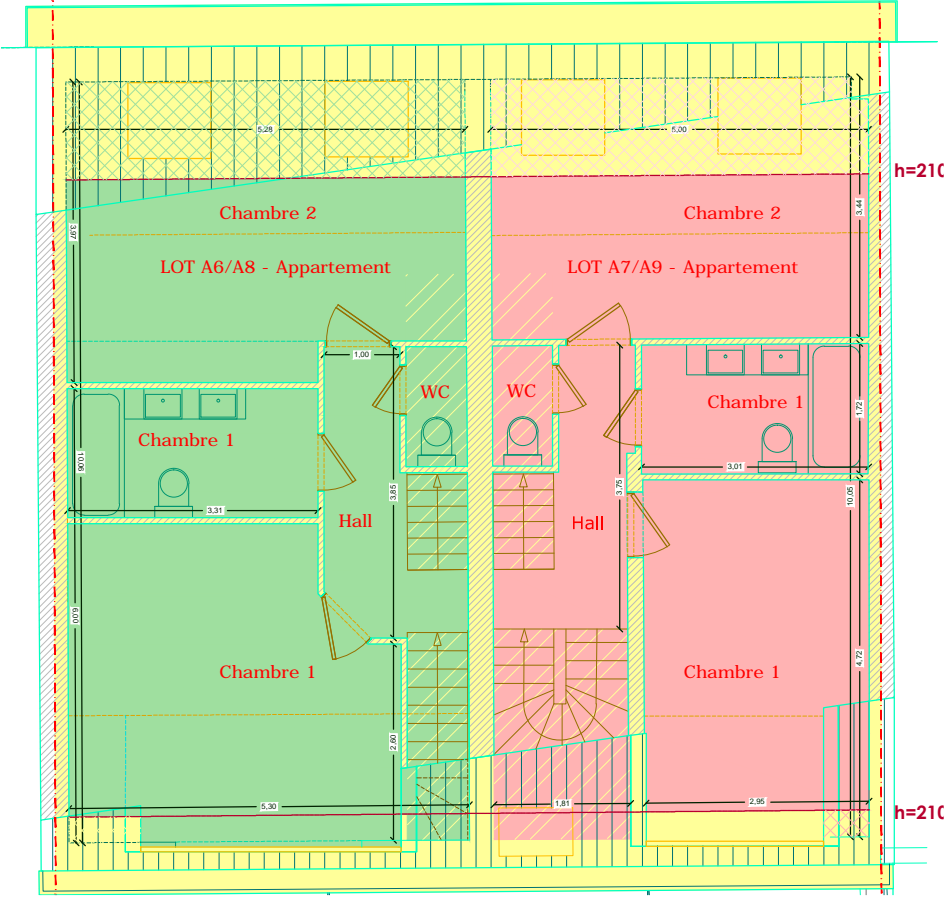 5,28
5,00
h=210
Chambre 2
Chambre 2
3,97
3,44
LOT A6/A8 - Appartement
LOT A7/A9 - Appartement
1,00
WC
WC
Chambre 1
1,72
Chambre 1
10,06
3,01
3,85
3,75
10,05
3,31
Hall
Hall
6,00
Chambre 1
Chambre 1
4,72
2,60
5,30
1,81
2,95
h=210